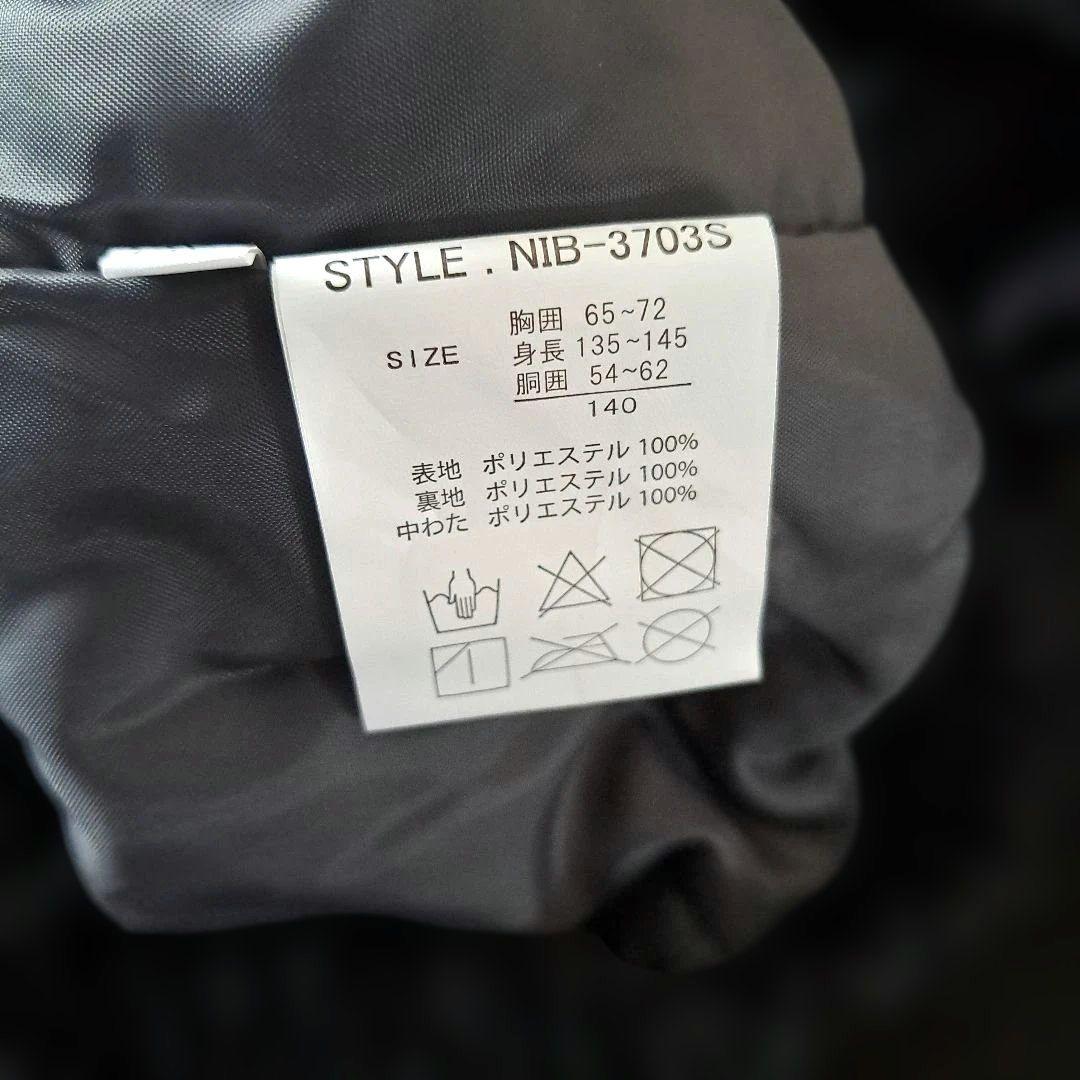 STYLE . NIB-3703S
胸囲 65~72
SIZE 身長 135~145
胴囲 54~62
140
表地 ポリエステル 100%
裏地 ポリエステル 100%
中わた ポリエステル 100%